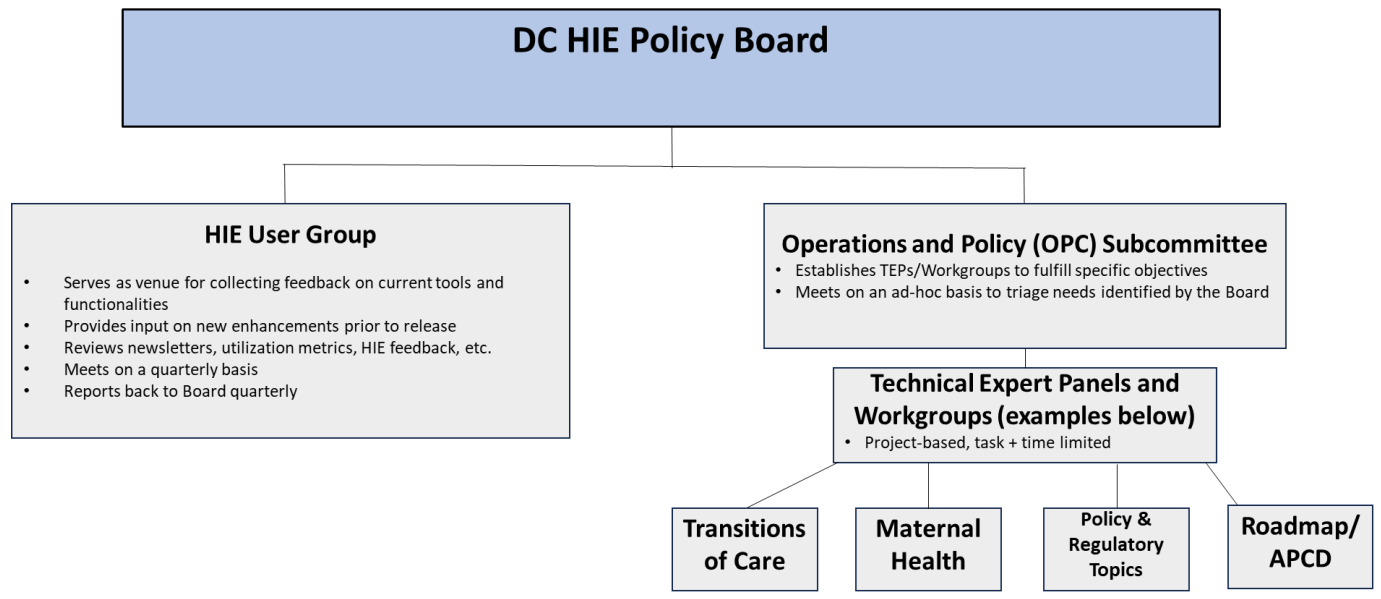 DC HIE Policy Board
HIE User Group
• Serves as venue for collecting feedback on current tools and
functionalities
• Provides input on new enhancements prior to release
• Reviews newsletters, utilization metrics, HIE feedback, etc.
• Meets on a quarterly basis
• Reports back to Board quarterly
Operations and Policy (OPC) Subcommittee
• Establishes TEPs/Workgroups to fulfill specific objectives
• Meets on an ad-hoc basis to triage needs identified by the Board
Technical Expert Panels and
Workgroups (examples below)
• Project-based, task + time limited
Transitions
of Care
Maternal
Health
Policy &
Regulatory
Topics
Roadmap/
APCD